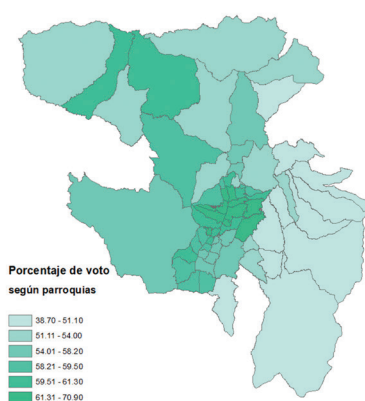 Porcentaje de voto
según parroquias
38.70 - 51.10
51.11 - 54.00
54.01 - 58.20
58.21 - 59.50
59.51 - 61.30
61.31 - 70.90